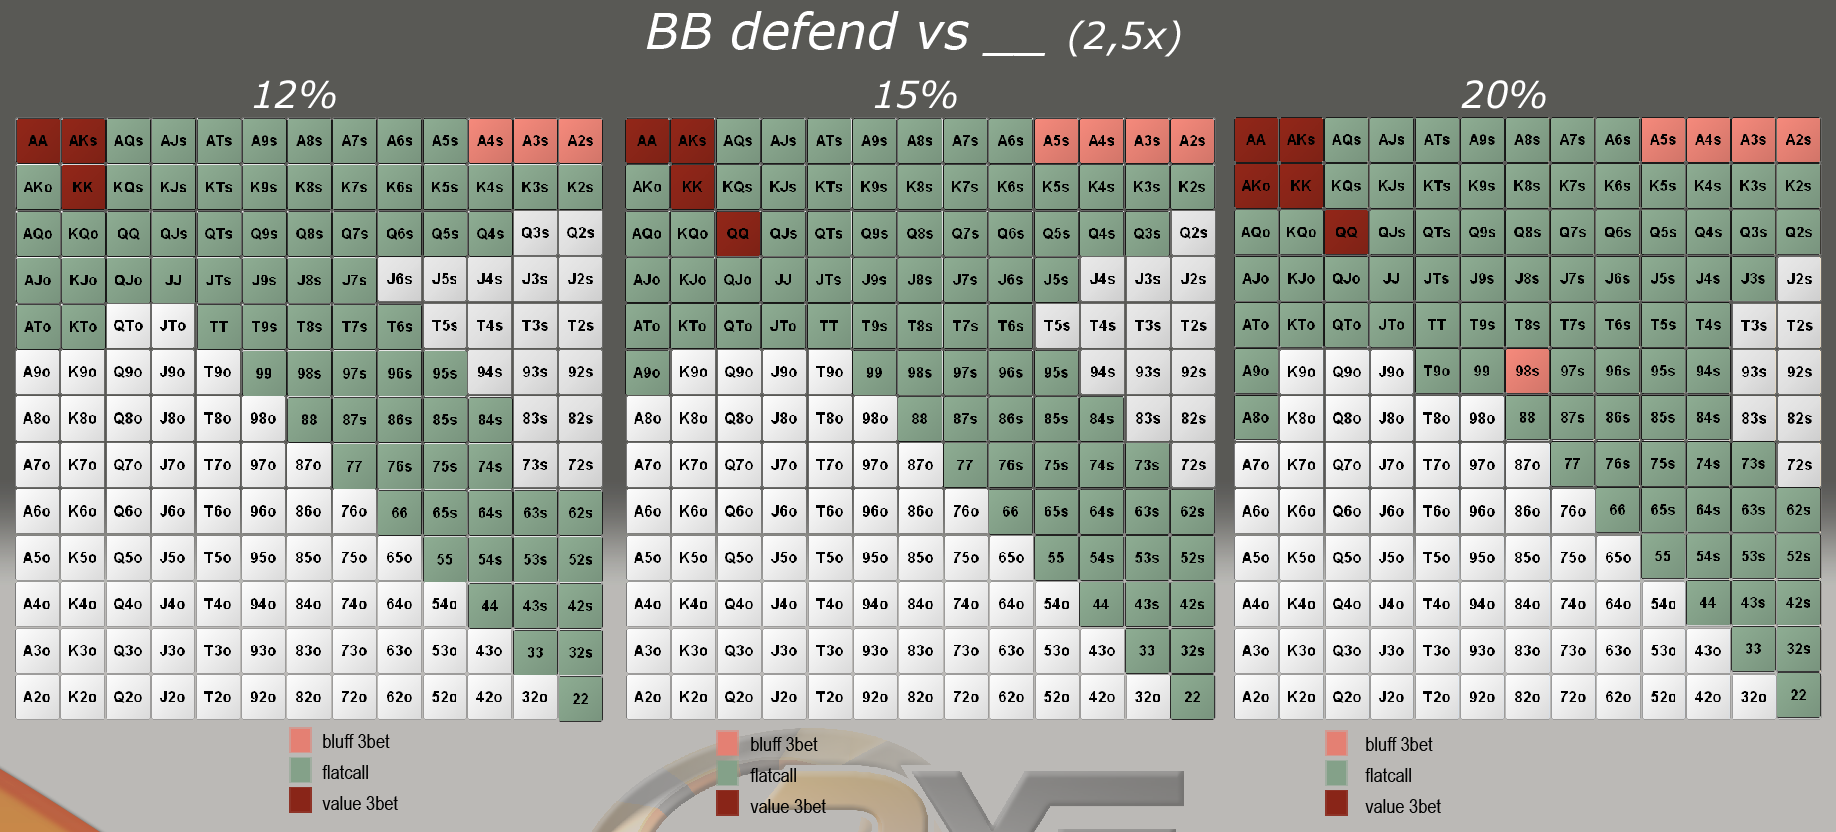 BB defend vs __ (2,5x)
12%
AA AKs AQs AJs ATs A9s A8s A7s A6s A5s A4s A3s A2s
AKo KK KQs KJs KTs K9s K8s K7s K6s K5s K4s K3s K2s
AQo KQo QQ QJs QTs Q9s Q8s Q7s Q6s Q5s Q4s Q3s Q2s
AJo KJo QJo JJ JTs J9s J8s J7s J6s J5s J4s J3s J2s
ATo KTo QTo JTo TT T9s T8s T7s T6s T5s T4s T3s T2s
A9o K9o Q9o J9o T9o 99 98s 97s 96s 95s 94s 93s 92s
A8o K8o Q8o J8o T8o 98o 88 87s 86s 85s 84s 83s 82s
A7o K7o Q7o J7o T7o 97o 87o 77 76s 75s 74s 73s 72s
A6o K6o Q6o J6o T6o 96o 86o 76o 66 65s 64s 63s 62s
A5o K5o Q5o J5o T5o 95o 85o 75o 65o 55 54s 53s 52s
A4o K4o Q4o J4o T4o 94o 84o 74o 64o 54o 44 43s 42s
A3o K3o Q3o J3o T3o 93o 83o 73o 63o 53o 43o 33 32s
A2o K2o Q2o J2o T2o 92o 82o 72o 62o 52o 42o 32o 22
bluff 3bet
flatcall
value 3bet
15%
AA AKs AQs AJs ATs A9s A8s A7s A6s A5s A4s A3s A2s
AKo KK KQs KJs KTs K9s K8s K7s K6s K5s K4s K3s K2s
AQo KQo QQ QJs QTs Q9s Q8s Q7s Q6s Q5s Q4s Q3s Q2s
AJo KJo QJo JJ JTs J9s J8s J7s J6s J5s J4s J3s J2s
ATo KTo QTo JTo TT T9s T8s T7s T6s T5s T4s T3s T2s
A9o K9o Q9o J9o T9o 99 98s 97s 96s 95s 94s 93s 92s
A8o K8o Q8o J8o T8o 98o 88 87s 86s 85s 84s 83s 82s
A7o K7o Q7o J7o T7o 97o 87o 77 76s 75s 74s 73s 72s
A6o K6o Q6o J6o T6o 96o 86o 76o 66 65s 64s 63s 62s
A5o K5o Q5o J5o T5o 95o 85o 75o 65o 55 54s 53s 52s
A4o K4o Q4o J4o T4o 94o 84o 74o 64o 54o 44 43s 42s
A3o K3o Q3o J3o T3o 93o 83o 73o 63o 53o 43o 33 32s
A2o K2o Q2o J2o T2o 92o 82o 72o 62o 52o 42o 32o 22
bluff 3bet
flatcall
value 3bet
20%
AA AKs AQs AJs ATs A9s A8s A7s A6s A5s A4s A3s A2s
AKo KK KQs KJs KTs K9s K8s K7s K6s K5s K4s K3s K2s
AQo KQo QQ QJs QTs Q9s Q8s Q7s Q6s Q5s Q4s Q3s Q2s
AJo KJo QJo JJ JTs J9s J8s J7s J6s J5s J4s J3s J2s
ATo KTo QTo JTo TT T9s T8s T7s T6s T5s T4s T3s T2s
A9o K9o Q9o J9o T9o 99 98s 97s 96s 95s 94s 93s 92s
A8o K8o Q8o J8o T8o 98o 88 87s 86s 85s 84s 83s 82s
A7o K7o Q7o J7o T7o 97o 87o 77 76s 75s 74s 73s 72s
A6o K6o Q6o J6o T6o 96o 86o 76o 66 65s 64s 63s 62s
A5o K5o Q5o J5o T5o 95o 85o 75o 65o 55 54s 53s 52s
A4o K4o Q4o J4o T4o 94o 84o 74o 64o 54o 44 43s 42s
A3o K3o Q3o J3o T3o 93o 83o 73o 63o 53o 43o 33 32s
A2o K2o Q2o J2o T2o 92o 82o 72o 62o 52o 42o 32o 22
bluff 3bet
flatcall
value 3bet